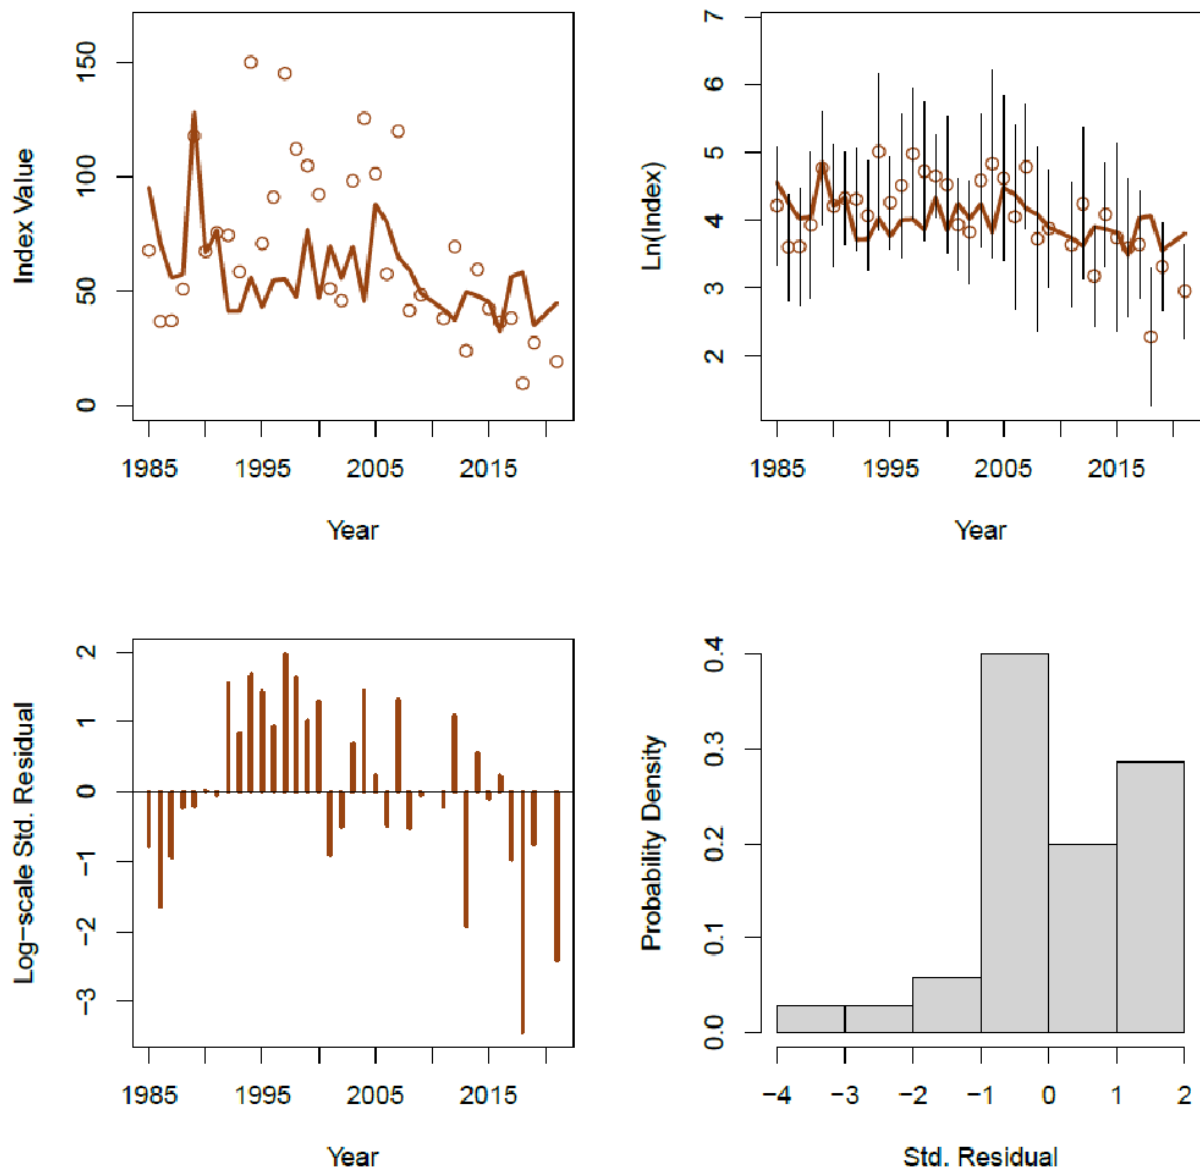 Index Value
150
100
50
0
1985 1995 2005 2015
Year
Ln(Index)
7
6
5
4
3
2
1985 1995 2005 2015
Year
Log-scale Std. Residual
2
1
0
−1
−2
−3
1985 1995 2005 2015
Year
Probability Density
0.4
0.3
0.2
0.1
0.0
−4 −3 −2 −1 0 1 2
Std. Residual